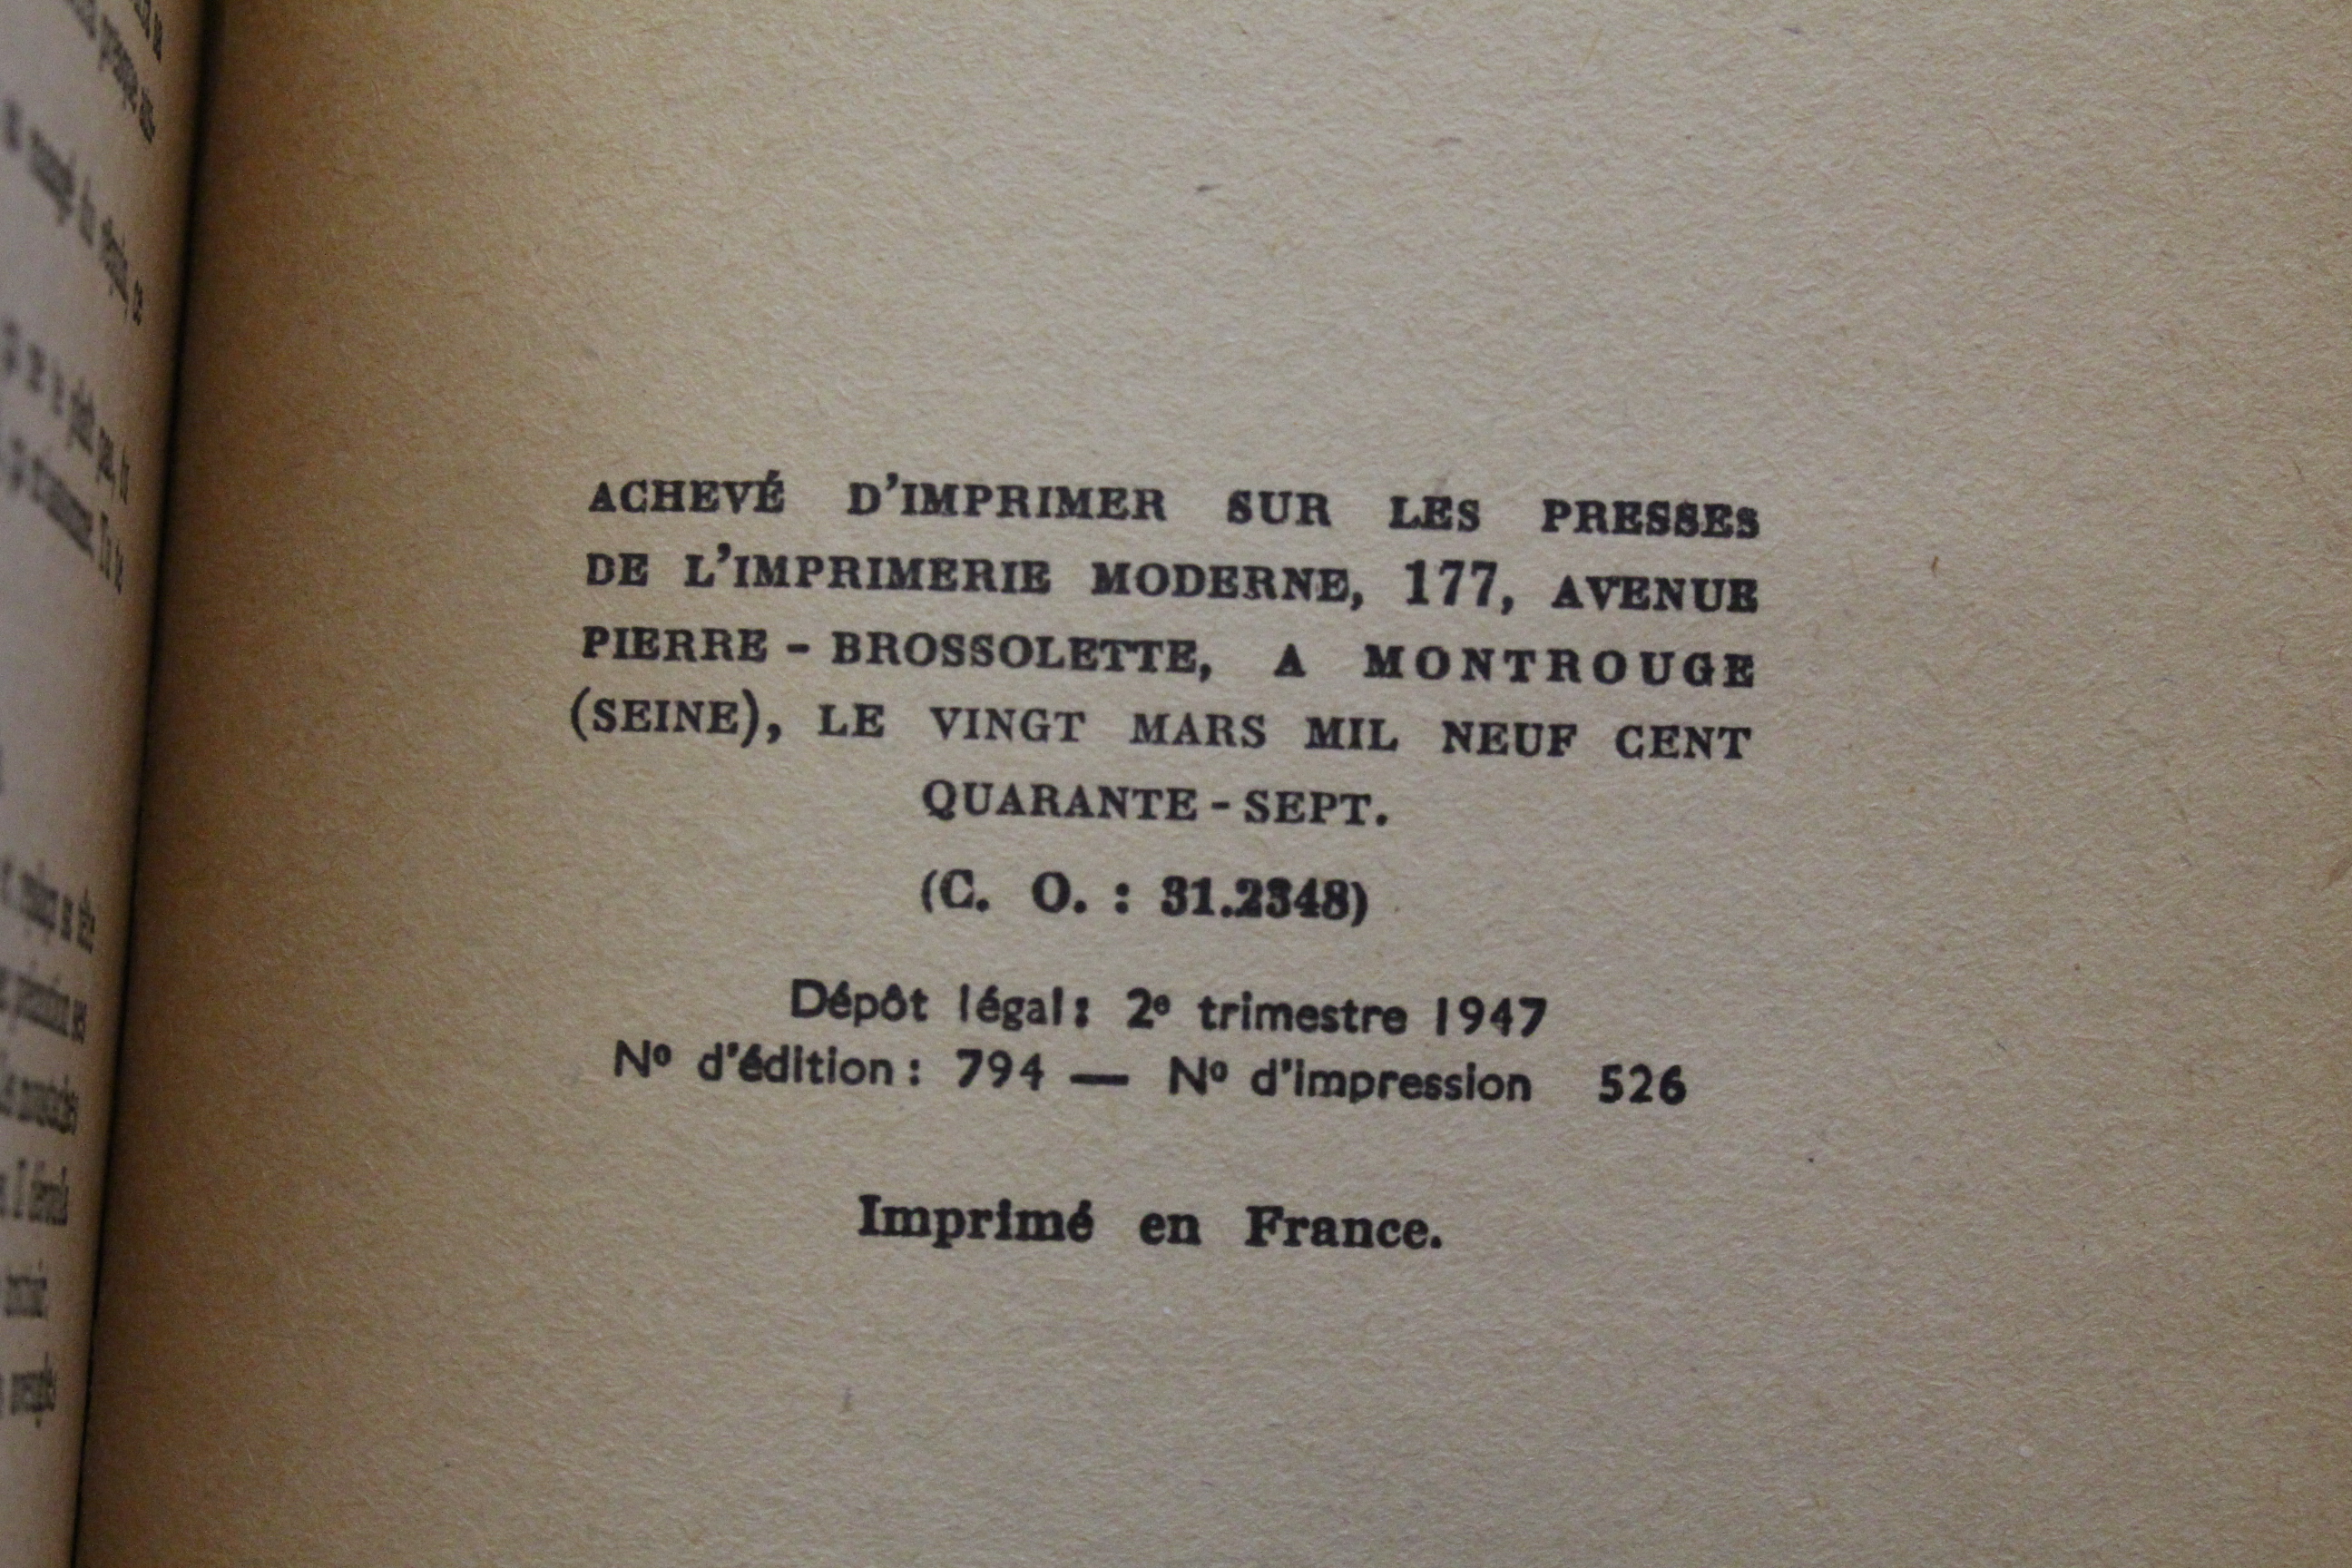 ACHEVÉ D'IMPRIMER SUR LES PRESSES
DE L'IMPRIMERIE MODERNE, 177, AVENUE
PIERRE - BROSSOLETTE, A MONTROUGE
(SEINE), LE VINGT MARS MIL NEUF CENT
QUARANTE - SEPT.
(C. O. : 31.2348)
Dépôt légal : 2e trimestre 1947
No d'édition : 794 — No d'impression 526
Imprimé en France.